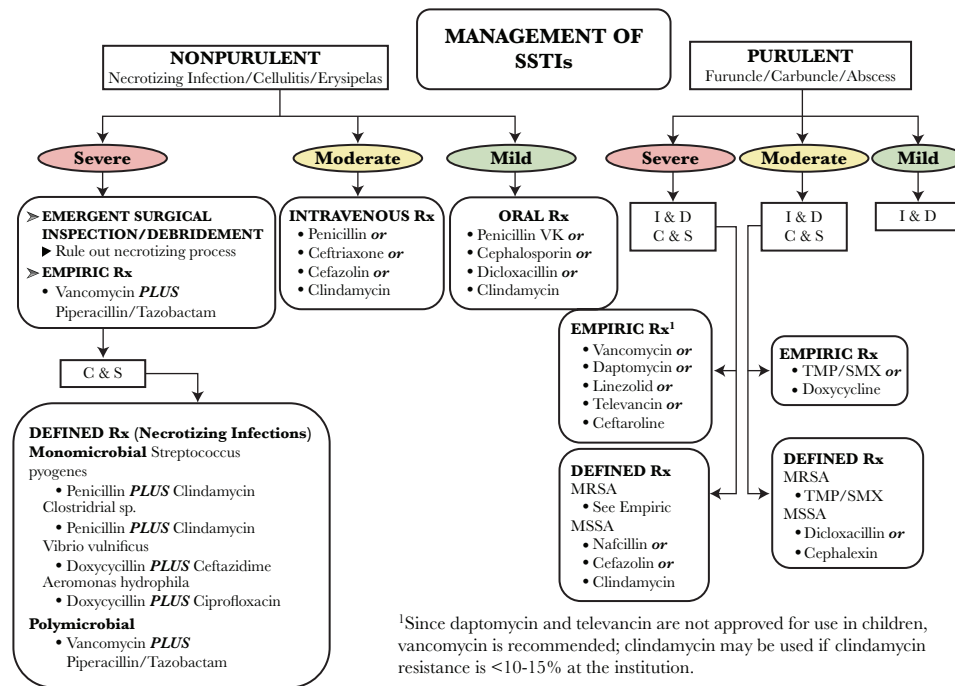 MANAGEMENT OF
SSTIs
NONPURULENT
Necrotizing Infection/Cellulitis/Erysipelas
Severe
Moderate
Mild
➢ EMERGENT SURGICAL
INSPECTION/DEBRIDEMENT
▶ Rule out necrotizing process
➢ EMPIRIC Rx
• Vancomycin PLUS
Piperacillin/Tazobactam
C & S
DEFINED Rx (Necrotizing Infections)
Monomicrobial Streptococcus
pyogenes
• Penicillin PLUS Clindamycin
Clostridrial sp.
• Penicillin PLUS Clindamycin
Vibrio vulnificus
• Doxycycillin PLUS Ceftazidime
Aeromonas hydrophila
• Doxycycillin PLUS Ciprofloxacin
Polymicrobial
• Vancomycin PLUS
Piperacillin/Tazobactam
INTRAVENOUS Rx
• Penicillin or
• Ceftriaxone or
• Cefazolin or
• Clindamycin
ORAL Rx
• Penicillin VK or
• Cephalosporin or
• Dicloxacillin or
• Clindamycin
PURULENT
Furuncle/Carbuncle/Abscess
Severe
Moderate
Mild
I & D
C & S
I & D
C & S
I & D
EMPIRIC Rx¹
• Vancomycin or
• Daptomycin or
• Linezolid or
• Televancin or
• Ceftaroline
EMPIRIC Rx
• TMP/SMX or
• Doxycycline
DEFINED Rx
MRSA
• See Empiric
MSSA
• Nafcillin or
• Cefazolin or
• Clindamycin
DEFINED Rx
MRSA
• TMP/SMX
MSSA
• Dicloxacillin or
• Cephalexin
¹Since daptomycin and televancin are not approved for use in children,
vancomycin is recommended; clindamycin may be used if clindamycin
resistance is <10-15% at the institution.